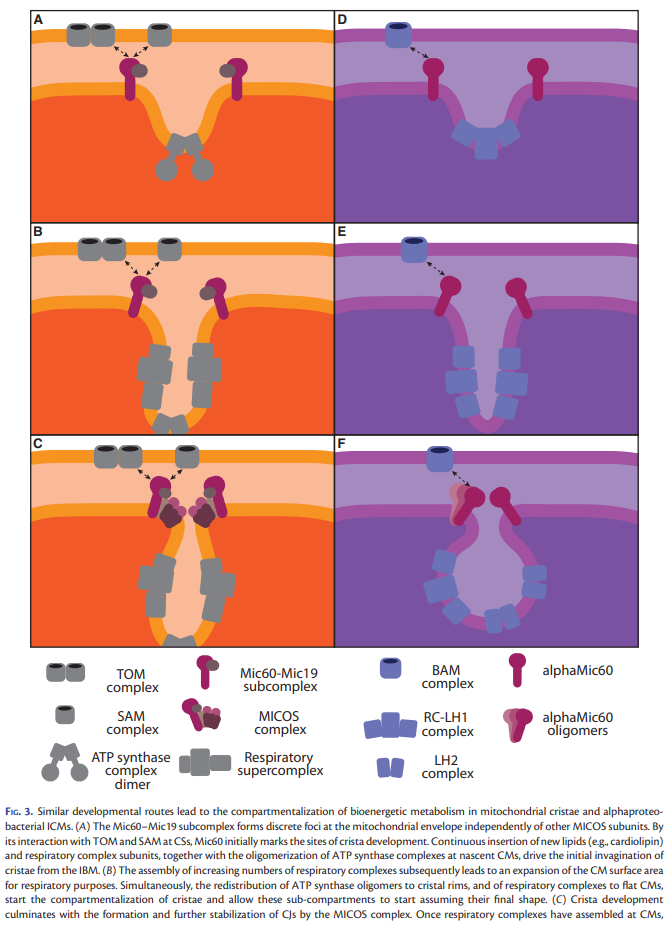 A
D
B
E
C
F
TOM
complex
Mic60-Mic19
subcomplex
BAM
complex
alphaMic60
SAM
complex
MICOS
complex
RC-LH1
complex
alphaMic60
oligomers
ATP synthase
complex
dimer
Respiratory
supercomplex
LH2
complex
FIG. 3. Similar developmental routes lead to the compartmentalization of bioenergetic metabolism in mitochondrial cristae and alphaproteo-
bacterial ICMs. (A) The Mic60–Mic19 subcomplex forms discrete foci at the mitochondrial envelope independently of other MICOS subunits. By
its interaction with TOM and SAM at CSs, Mic60 initially marks the sites of crista development. Continuous insertion of new lipids (e.g., cardiolipin)
and respiratory complex subunits, together with the oligomerization of ATP synthase complexes at nascent CMs, drive the initial invagination of
cristae from the IBM. (B) The assembly of increasing numbers of respiratory complexes subsequently leads to an expansion of the CM surface area
for respiratory purposes. Simultaneously, the redistribution of ATP synthase oligomers to cristal rims, and of respiratory complexes to flat CMs,
start the compartmentalization of cristae and allow these sub-compartments to start assuming their final shape. (C) Crista development
culminates with the formation and further stabilization of CJs by the MICOS complex. Once respiratory complexes have assembled at CMs,